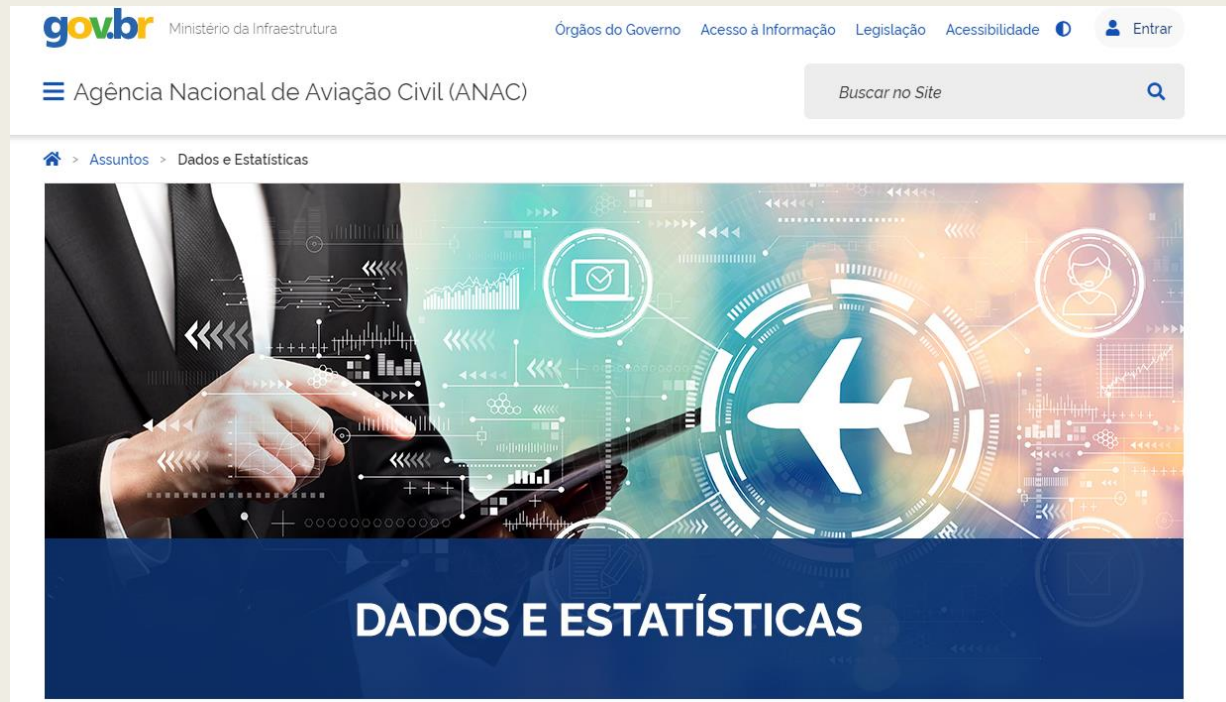 gov.br Ministério da Infraestrutura Órgãos do Governo Acesso à Informação Legislação Acessibilidade Entrar
Agência Nacional de Aviação Civil (ANAC) Buscar no Site
> Assuntos > Dados e Estatísticas
DADOS E ESTATÍSTICAS